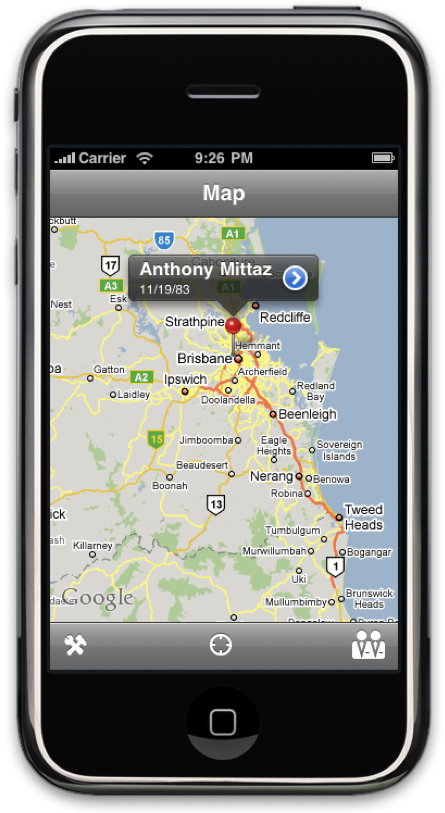 Carrier 9:26 PM
Map
85
A1
17
A3
Esk
Nest
Anthony Mittaz
11/19/83
A1
Redcliffe
Strathpine
Hemmant
Brisbane
Archerfield
Gatton
A2
Ipswich
Redland
Bay
Laidley
Doolandella
Beenleigh
15
Jimboomba
Eagle
Heights
Sovereign
Islands
Beaudesert
Boonah
Nerang
Benowa
Robina
13
Tweed
Heads
Tumbulgum
Killarney
Murwillumbah
Bogangar
1
Uki
Google
Mullumbimby
Brunswick
Heads